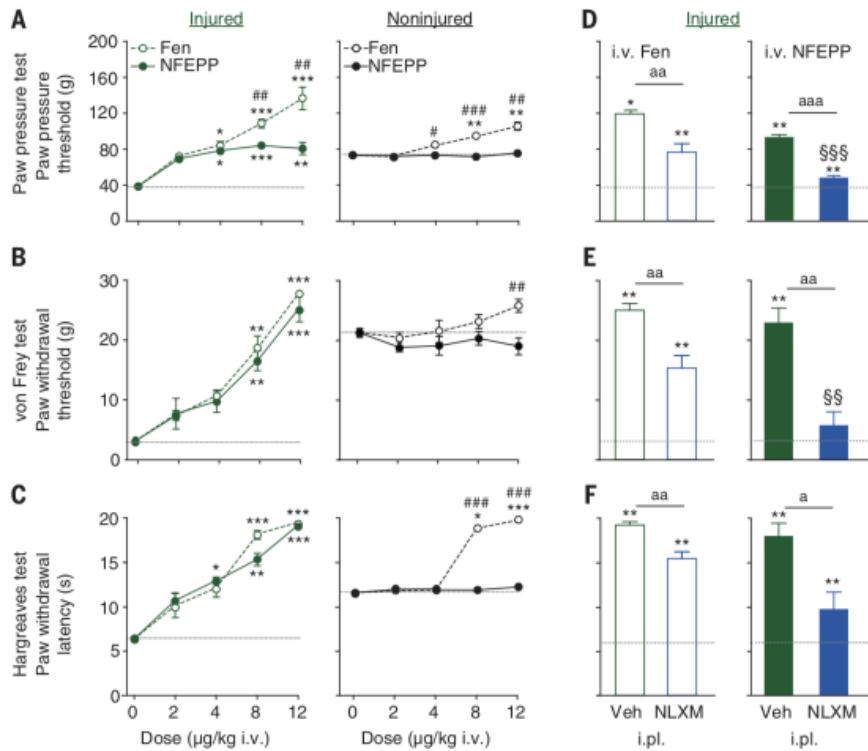 A
Injured
Noninjured
D
Injured
Paw pressure test
Paw pressure
threshold (g)
200
160
120
80
40
0
Fen
NFEPP
*
*
##
***
***
##
***
**
Fen
NFEPP
#
###
**
##
**
i.v. Fen
aa
*
**
i.v. NFEPP
aaa
**
§§§
**
B
E
von Frey test
Paw withdrawal
threshold (g)
30
20
10
0
**
**
***
***
##
aa
**
**
aa
**
§§
C
F
Hargreaves test
Paw withdrawal
latency (s)
20
15
10
5
0
*
***
**
***
***
###
*
###
***
aa
**
**
a
**
**
0 2 4 8 12
Dose (µg/kg i.v.)
0 2 4 8 12
Dose (µg/kg i.v.)
Veh NLXM
i.pl.
Veh NLXM
i.pl.